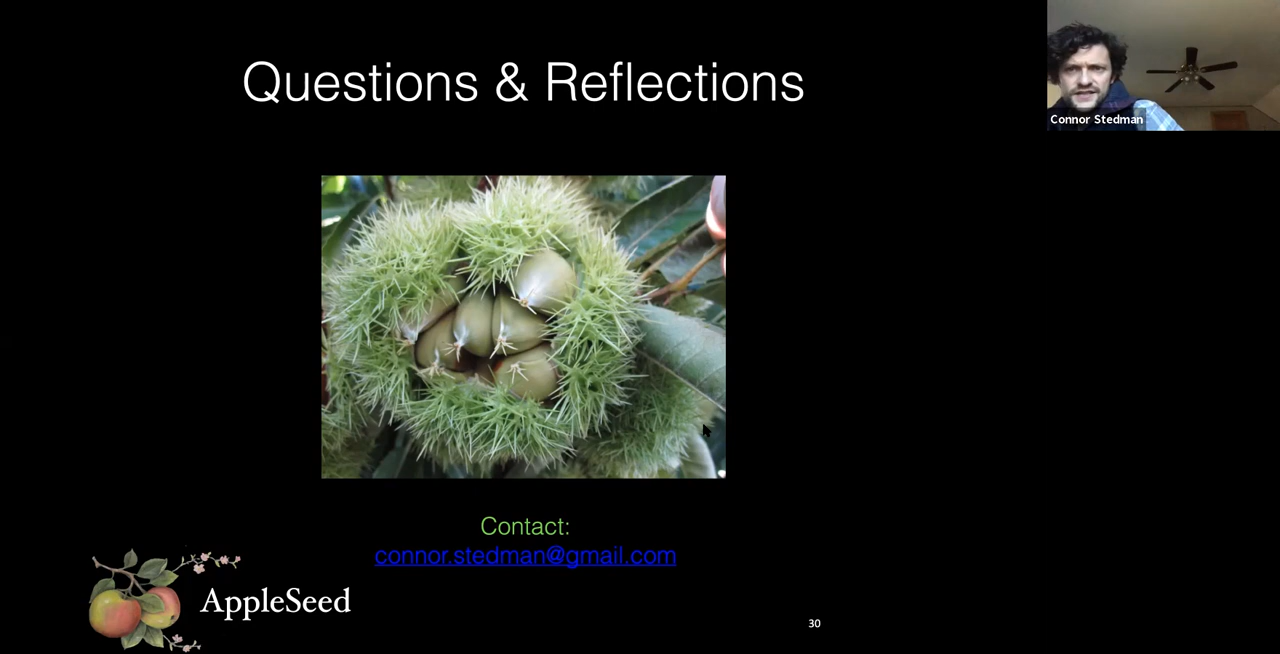 Questions & Reflections
Connor Stedman
Contact:
connor.stedman@gmail.com
AppleSeed
30